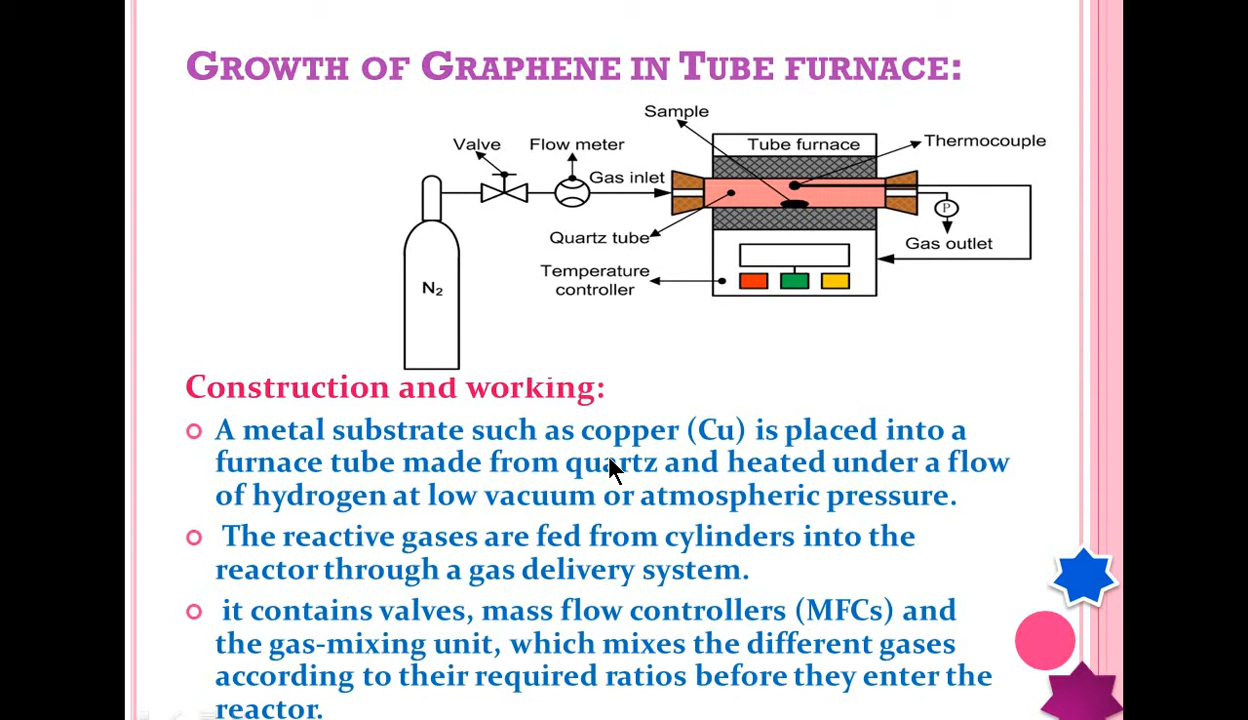 GROWTH OF GRAPHENE IN TUBE FURNACE:
Sample
Valve
Flow meter
Tube furnace
Thermocouple
Gas inlet
P
Quartz tube
Gas outlet
Temperature
controller
N2
Construction and working:
A metal substrate such as copper (Cu) is placed into a
furnace tube made from quartz and heated under a flow
of hydrogen at low vacuum or atmospheric pressure.
The reactive gases are fed from cylinders into the
reactor through a gas delivery system.
it contains valves, mass flow controllers (MFCs) and
the gas-mixing unit, which mixes the different gases
according to their required ratios before they enter the
reactor.